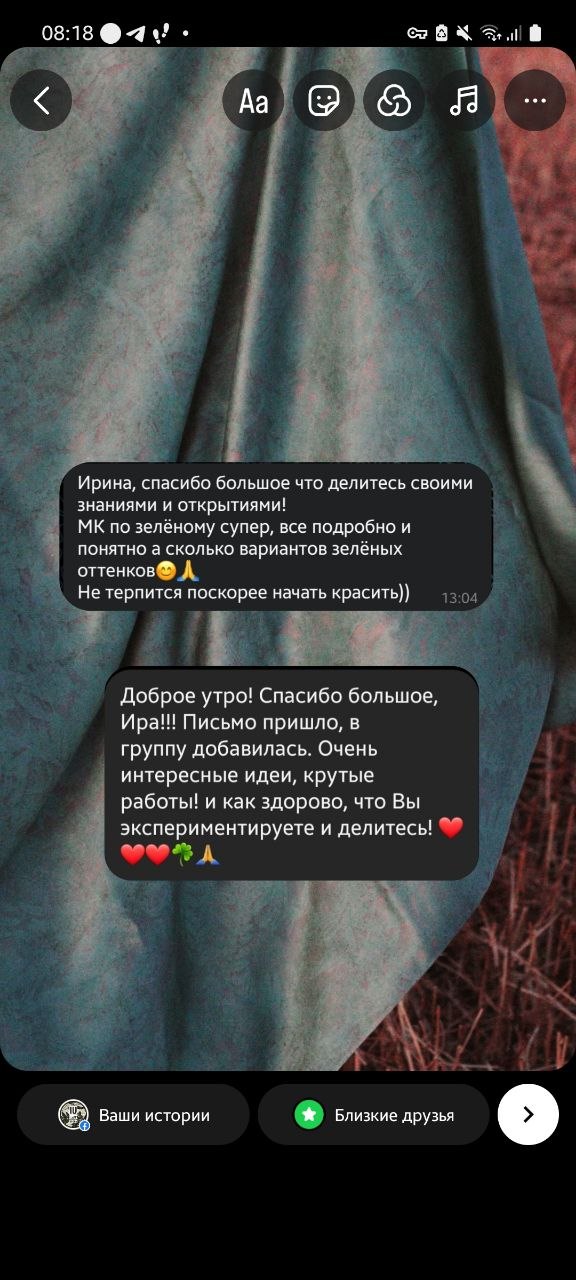 08:18
Aa
Ирина, спасибо большое что делитесь своими
знаниями и открытиями!
МК по зелёному супер, все подробно и
понятно а сколько вариантов зелёных
оттенков😊🙏
Не терпится поскорее начать красить))
13:04
Доброе утро! Спасибо большое,
Ира!!! Письмо пришло, в
группу добавилась. Очень
интересные идеи, крутые
работы! и как здорово, что Вы
экспериментируете и делитесь! ❤️
❤️❤️☘️🙏
Ваши истории
Близкие друзья